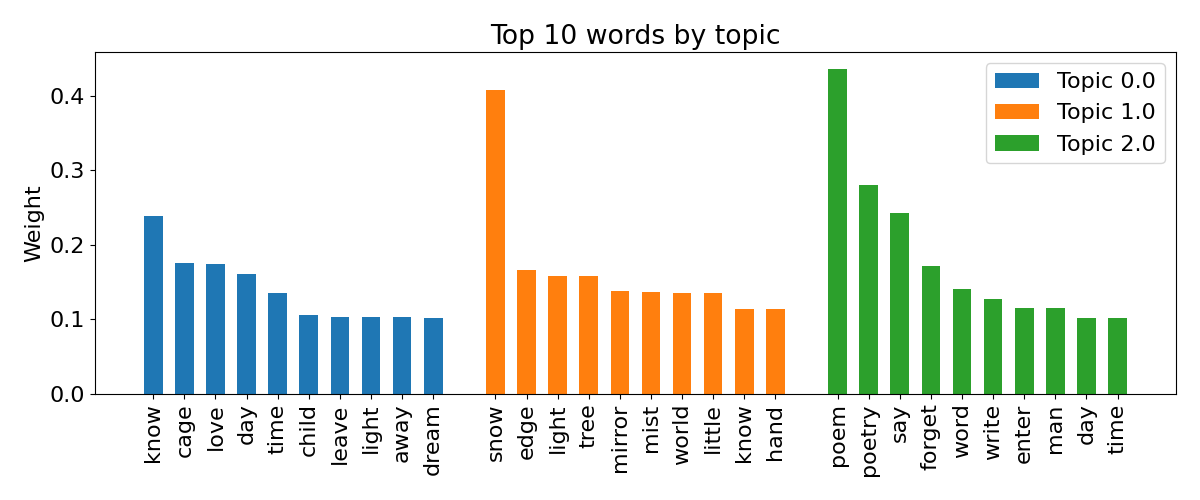 Top 10 words by topic
Weight
0.4
0.3
0.2
0.1
0.0
Topic 0.0
Topic 1.0
Topic 2.0
know
cage
love
day
time
child
leave
light
away
dream
snow
edge
light
tree
mirror
mist
world
little
know
hand
poem
poetry
say
forget
word
write
enter
man
day
time